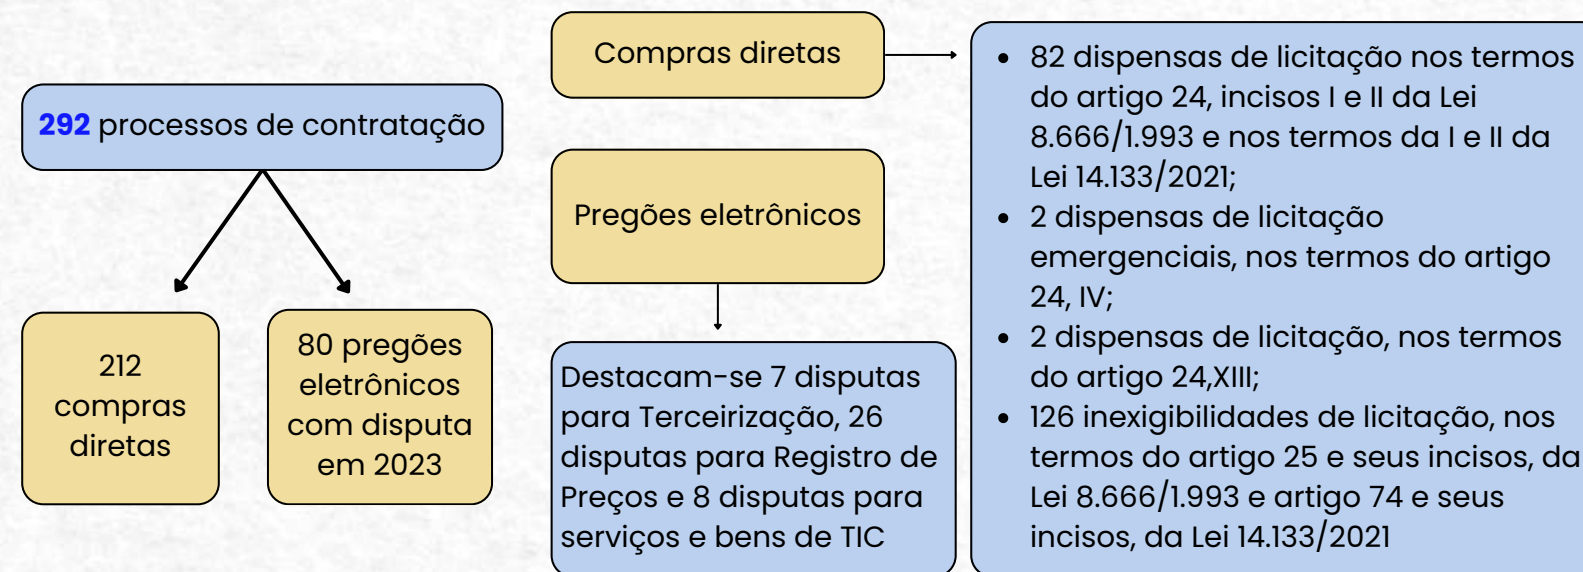 292 processos de contratação
212
compras
diretas
80 pregões
eletrônicos
com disputa
em 2023
Compras diretas
Pregões eletrônicos
Destacam-se 7 disputas
para Terceirização, 26
disputas para Registro de
Preços e 8 disputas para
serviços e bens de TIC
• 82 dispensas de licitação nos termos
do artigo 24, incisos I e II da Lei
8.666/1.993 e nos termos da I e II da
Lei 14.133/2021;
• 2 dispensas de licitação
emergenciais, nos termos do artigo
24, IV;
• 2 dispensas de licitação, nos termos
do artigo 24,XIII;
• 126 inexigibilidades de licitação, nos
termos do artigo 25 e seus incisos, da
Lei 8.666/1.993 e artigo 74 e seus
incisos, da Lei 14.133/2021